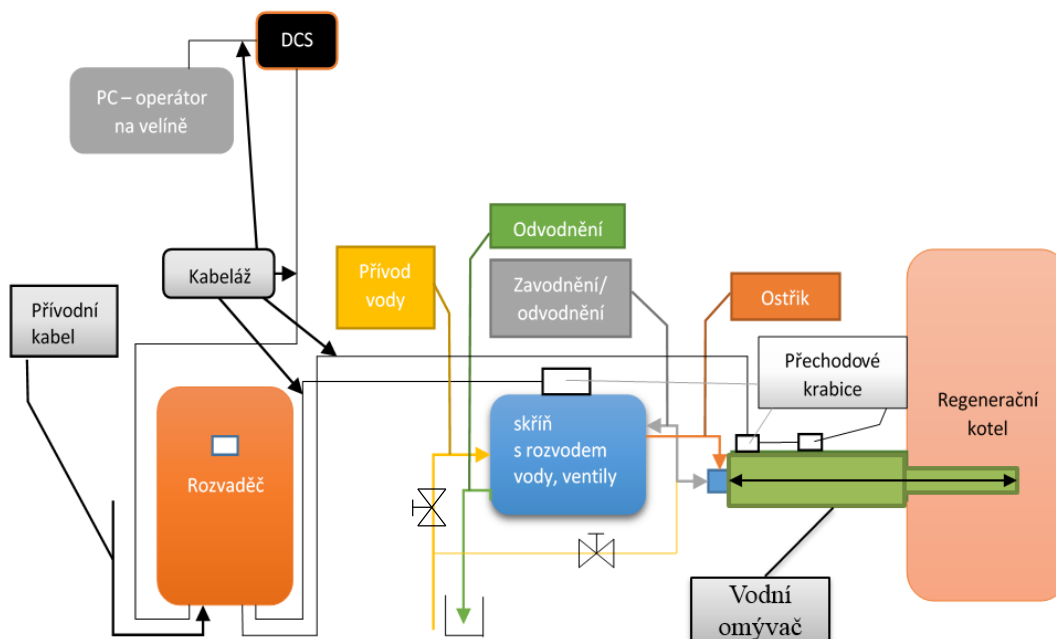 DCS
PC – operátor
na velíně
Odvodnění
Kabeláž
Přívod
vody
Zavodnění/
odvodnění
Ostřik
Přívodní
kabel
Přechodové
krabice
Regenerační
kotel
skříň
s rozvodem
vody, ventily
Rozvaděč
Vodní
omývač